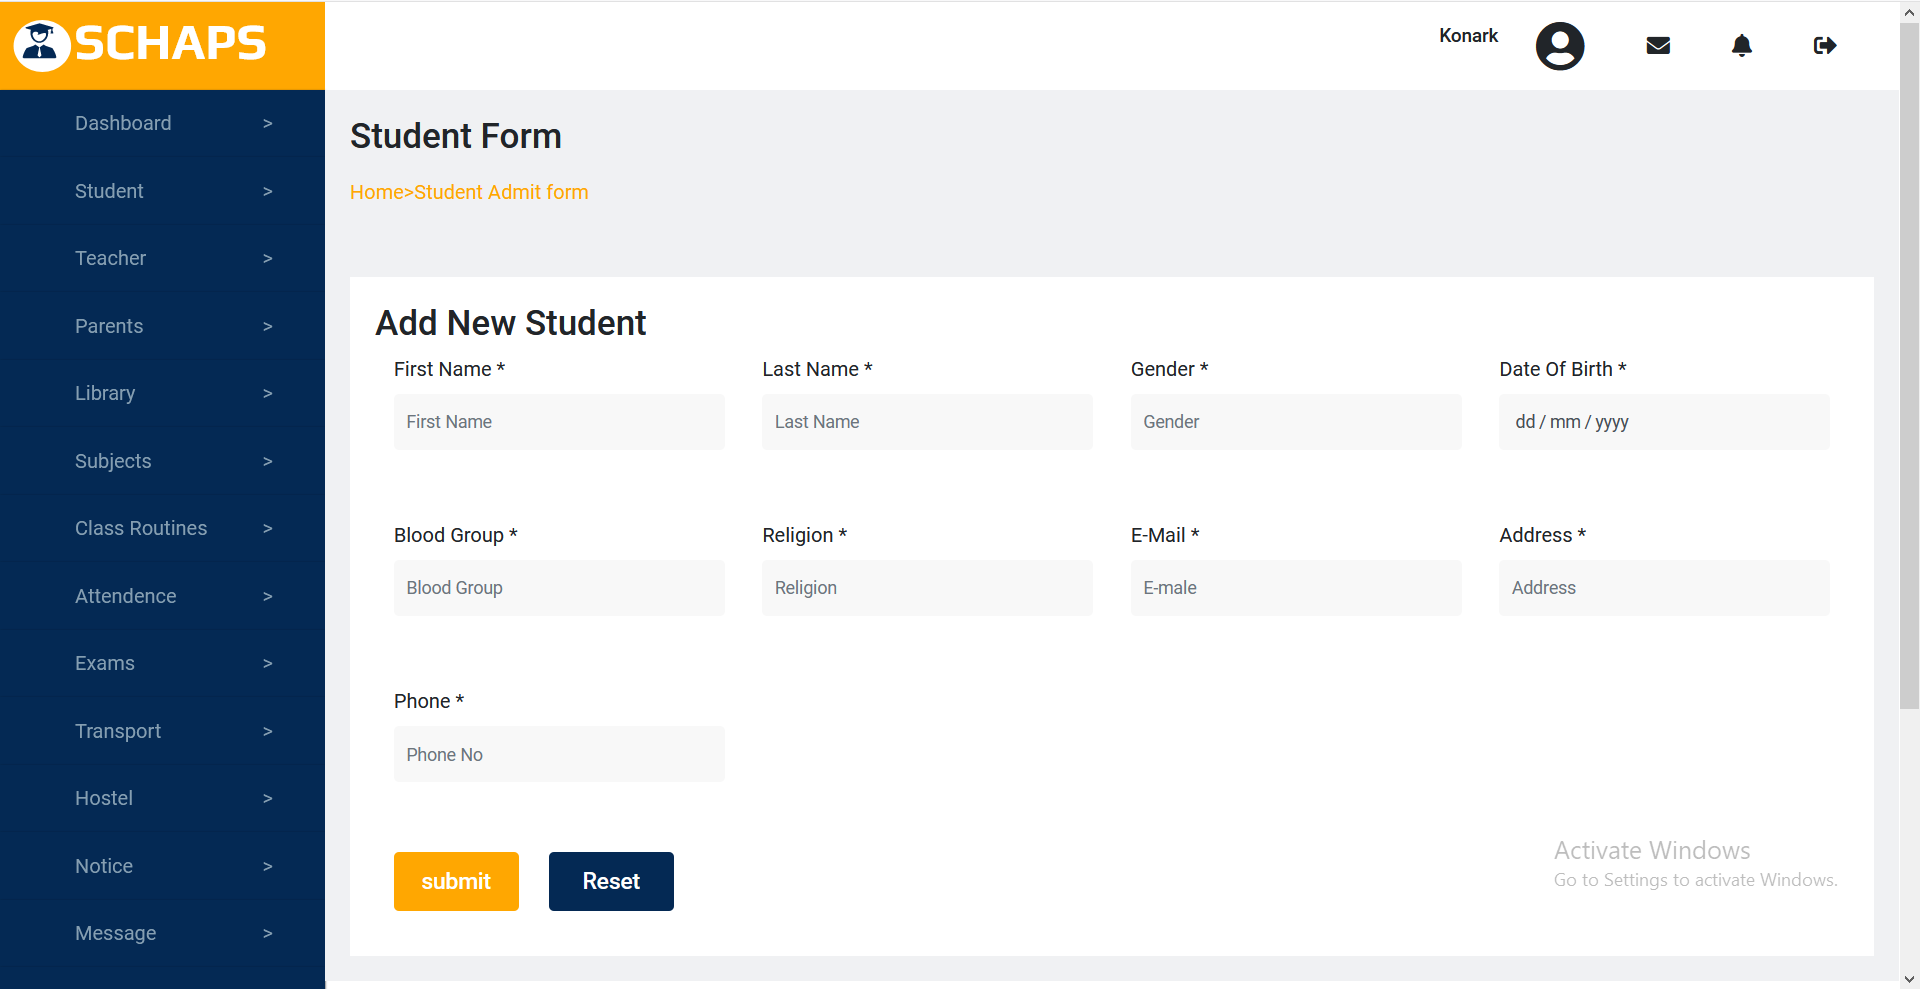 SCHAPS
Konark
Dashboard >
Student >
Teacher >
Parents >
Library >
Subjects >
Class Routines >
Attendence >
Exams >
Transport >
Hostel >
Notice >
Message >
Student Form
Home>Student Admit form
Add New Student
First Name * Last Name * Gender * Date Of Birth *
First Name Last Name Gender dd / mm / yyyy
Blood Group * Religion * E-Mail * Address *
Blood Group Religion E-male Address
Phone *
Phone No
submit Reset
Activate Windows
Go to Settings to activate Windows.